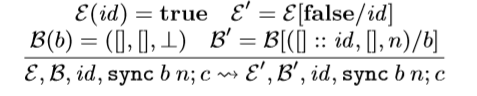 ℰ(id) = true   ℰ′ = ℰ[false/id]
ℬ(b) = ([], [], ⊥)   ℬ′ = ℬ[([] :: id, [], n)/b]
ℰ, ℬ, id, sync b n; c ⇝ ℰ′, ℬ′, id, sync b n; c